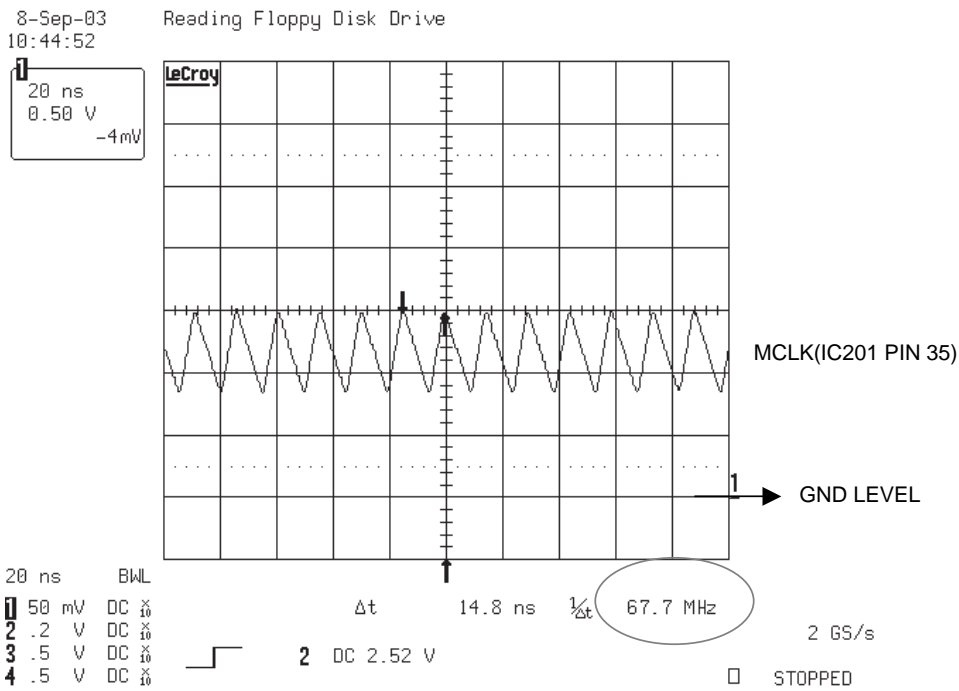 8-Sep-03
10:44:52
Reading Floppy Disk Drive
1
20 ns
0.50 V
-4mV
LeCroy
MCLK(IC201 PIN 35)
1
GND LEVEL
20 ns BWL
1 50 mV DC X10
2 .2 V DC X10
3 .5 V DC X10
4 .5 V DC X10
Δt 14.8 ns 1/Δt 67.7 MHz
2 DC 2.52 V
2 GS/s
STOPPED